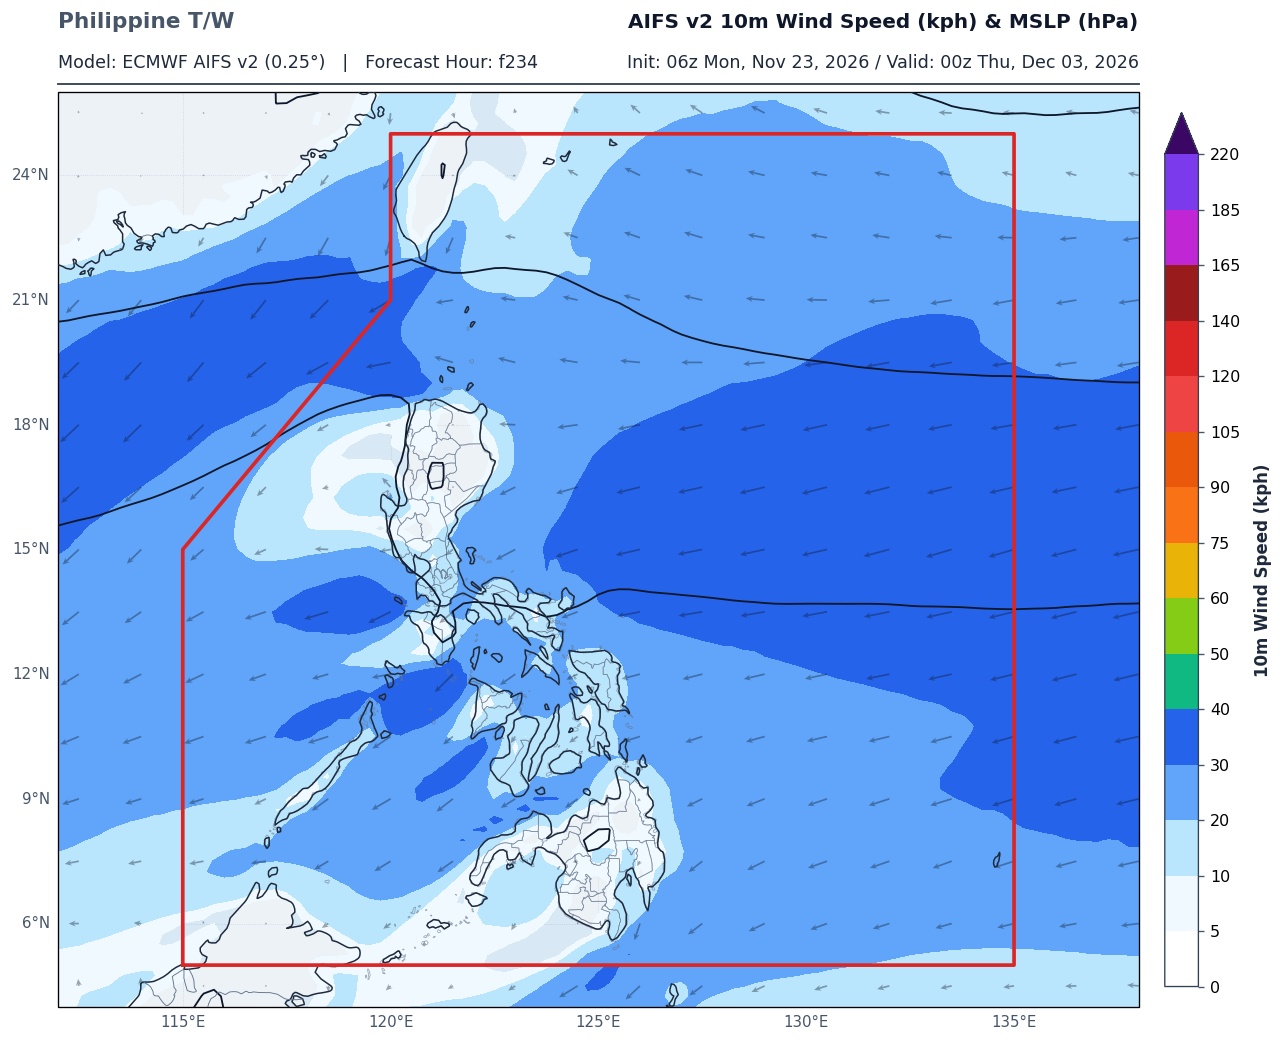 Philippine T/W
AIFS v2 10m Wind Speed (kph) & MSLP (hPa)
Model: ECMWF AIFS v2 (0.25°) | Forecast Hour: f234
Init: 06z Mon, Nov 23, 2026 / Valid: 00z Thu, Dec 03, 2026
24°N
21°N
18°N
15°N
12°N
9°N
6°N
115°E
120°E
125°E
130°E
135°E
220
185
165
140
120
105
90
75
60
50
40
30
20
10
5
0
10m Wind Speed (kph)